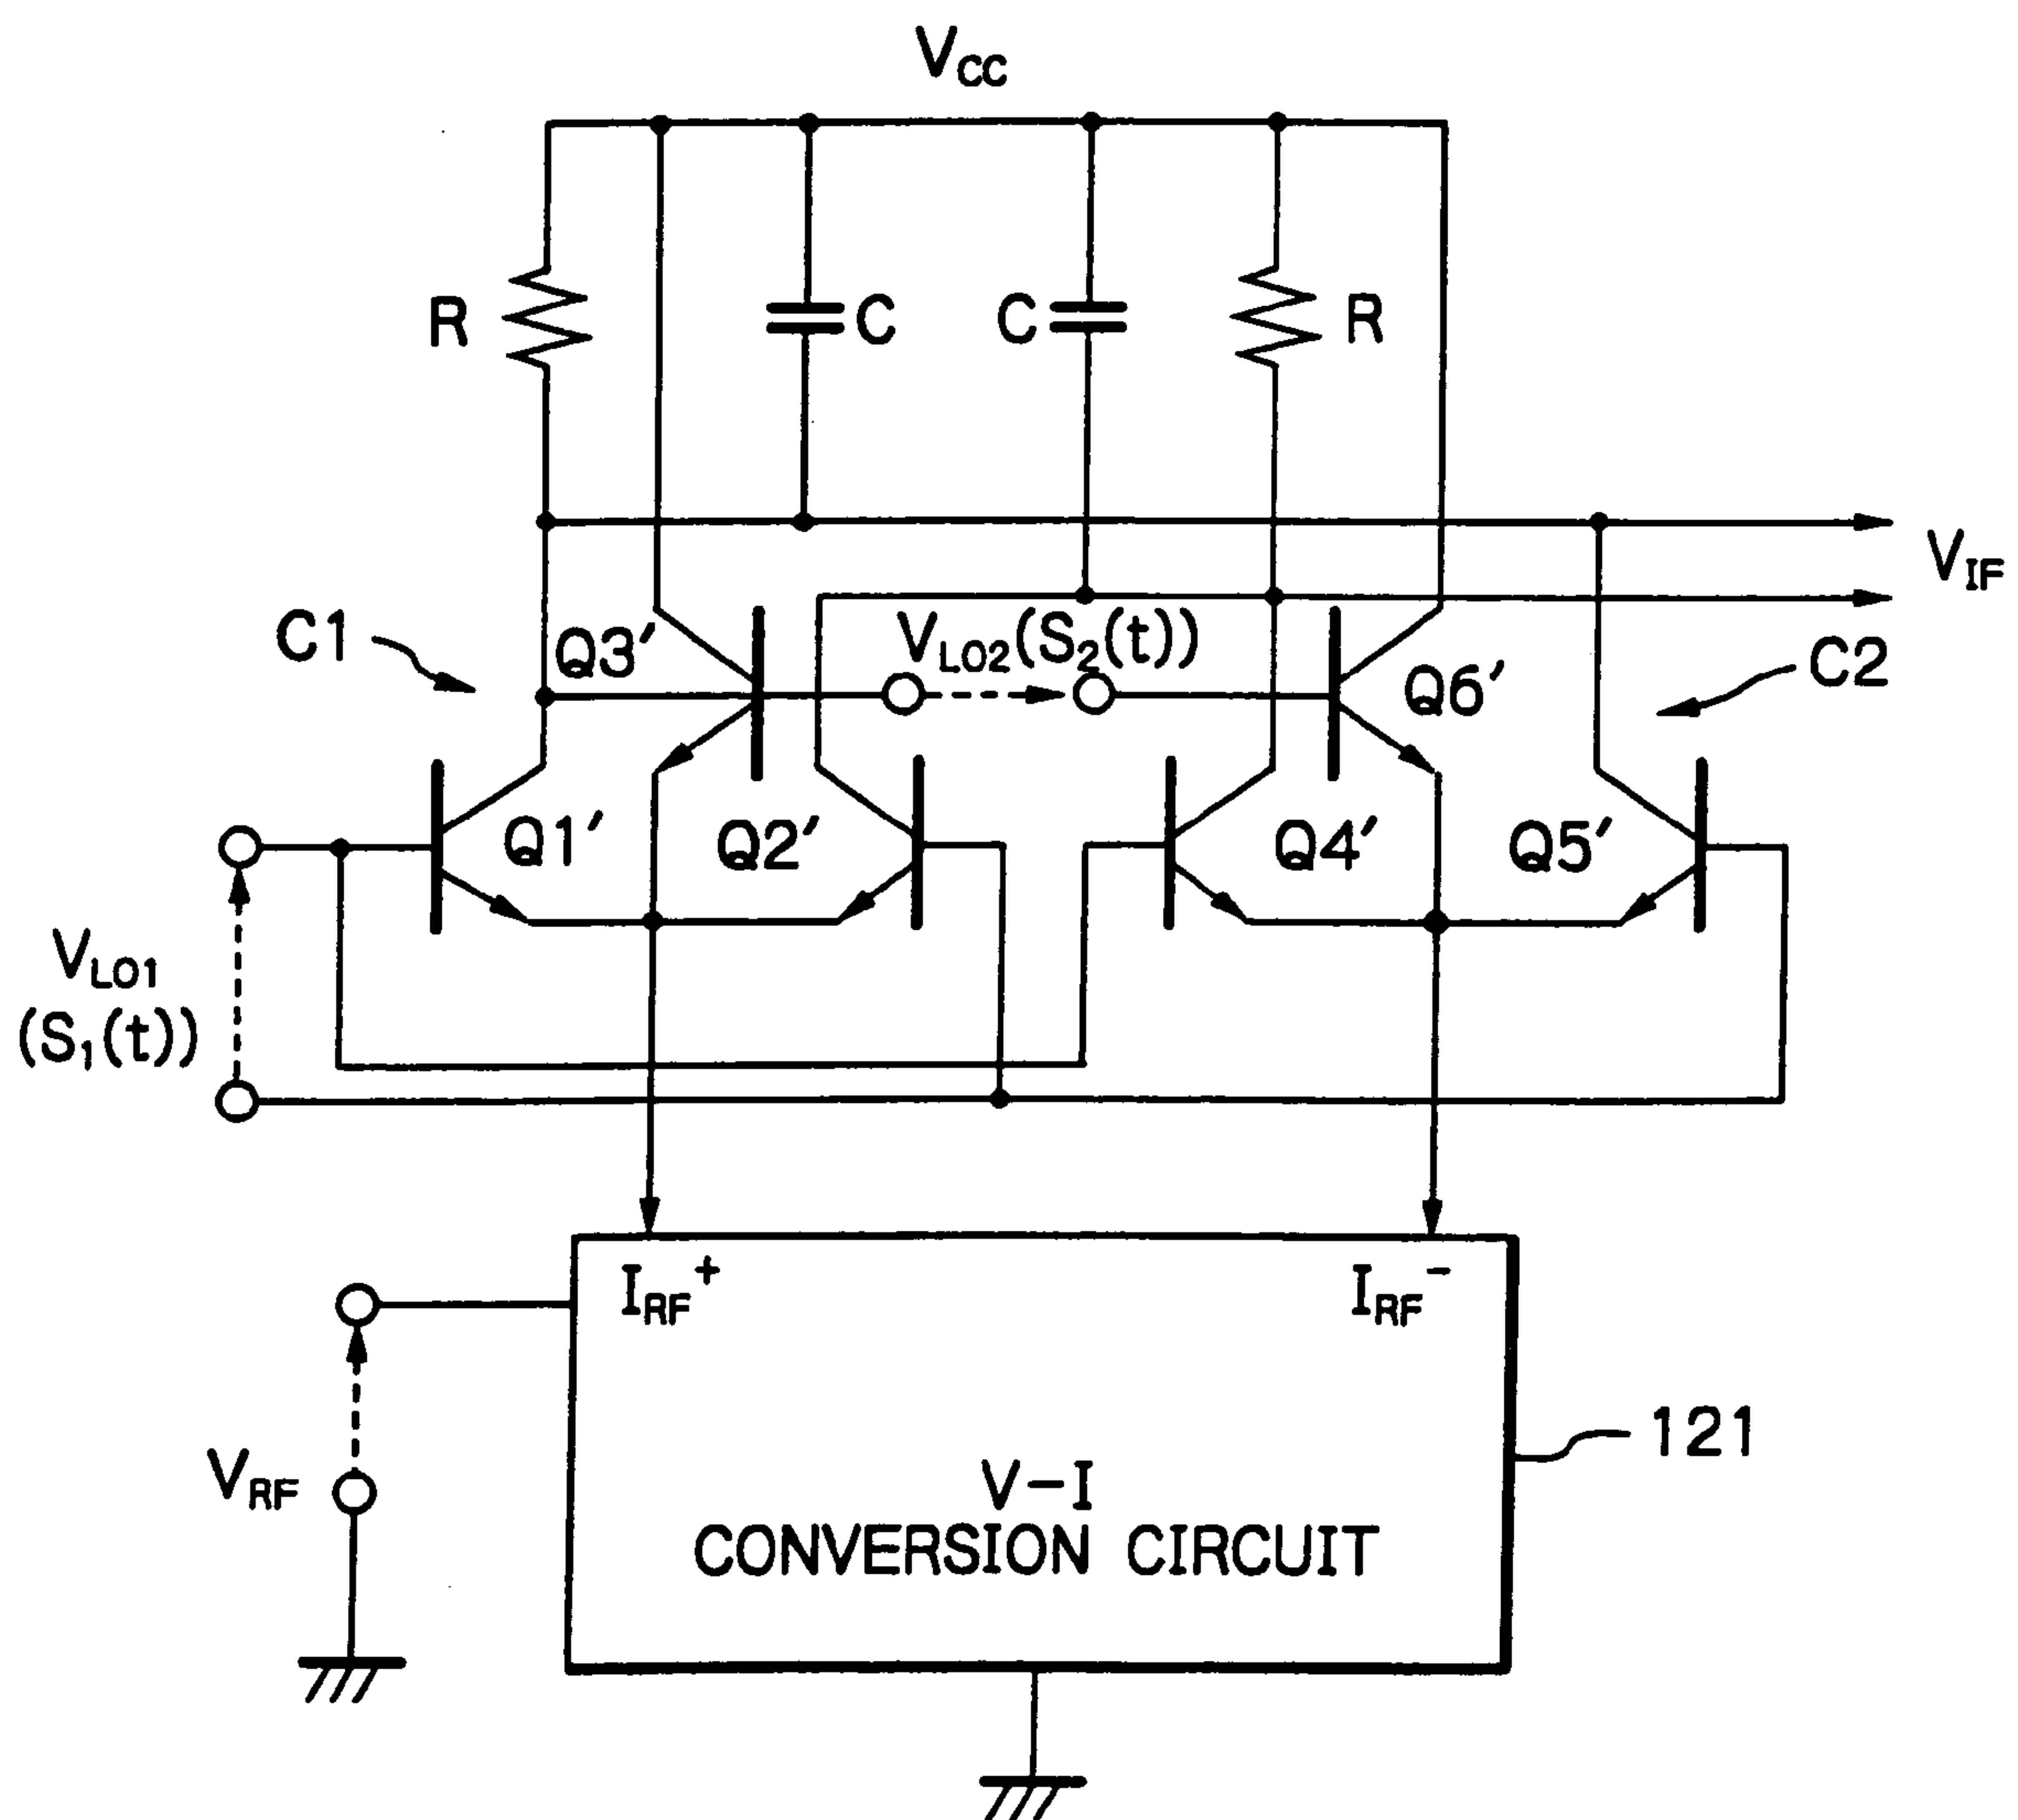 VCC
R
C
C
R
VIF
C1
Q3′
VLO2(S2(t))
Q6′
C2
Q1′
Q2′
Q4′
Q5′
VLO1
(S1(t))
IRF+
IRF-
VRF
V-I
CONVERSION CIRCUIT
121